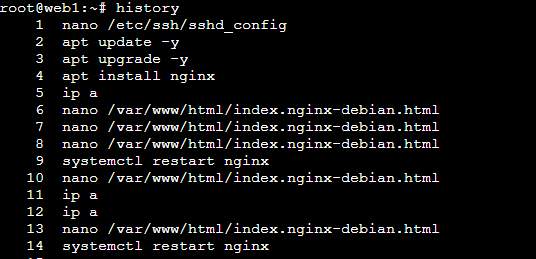 root@web1:~# history
1 nano /etc/ssh/sshd_config
2 apt update -y
3 apt upgrade -y
4 apt install nginx
5 ip a
6 nano /var/www/html/index.nginx-debian.html
7 nano /var/www/html/index.nginx-debian.html
8 nano /var/www/html/index.nginx-debian.html
9 systemctl restart nginx
10 nano /var/www/html/index.nginx-debian.html
11 ip a
12 ip a
13 nano /var/www/html/index.nginx-debian.html
14 systemctl restart nginx